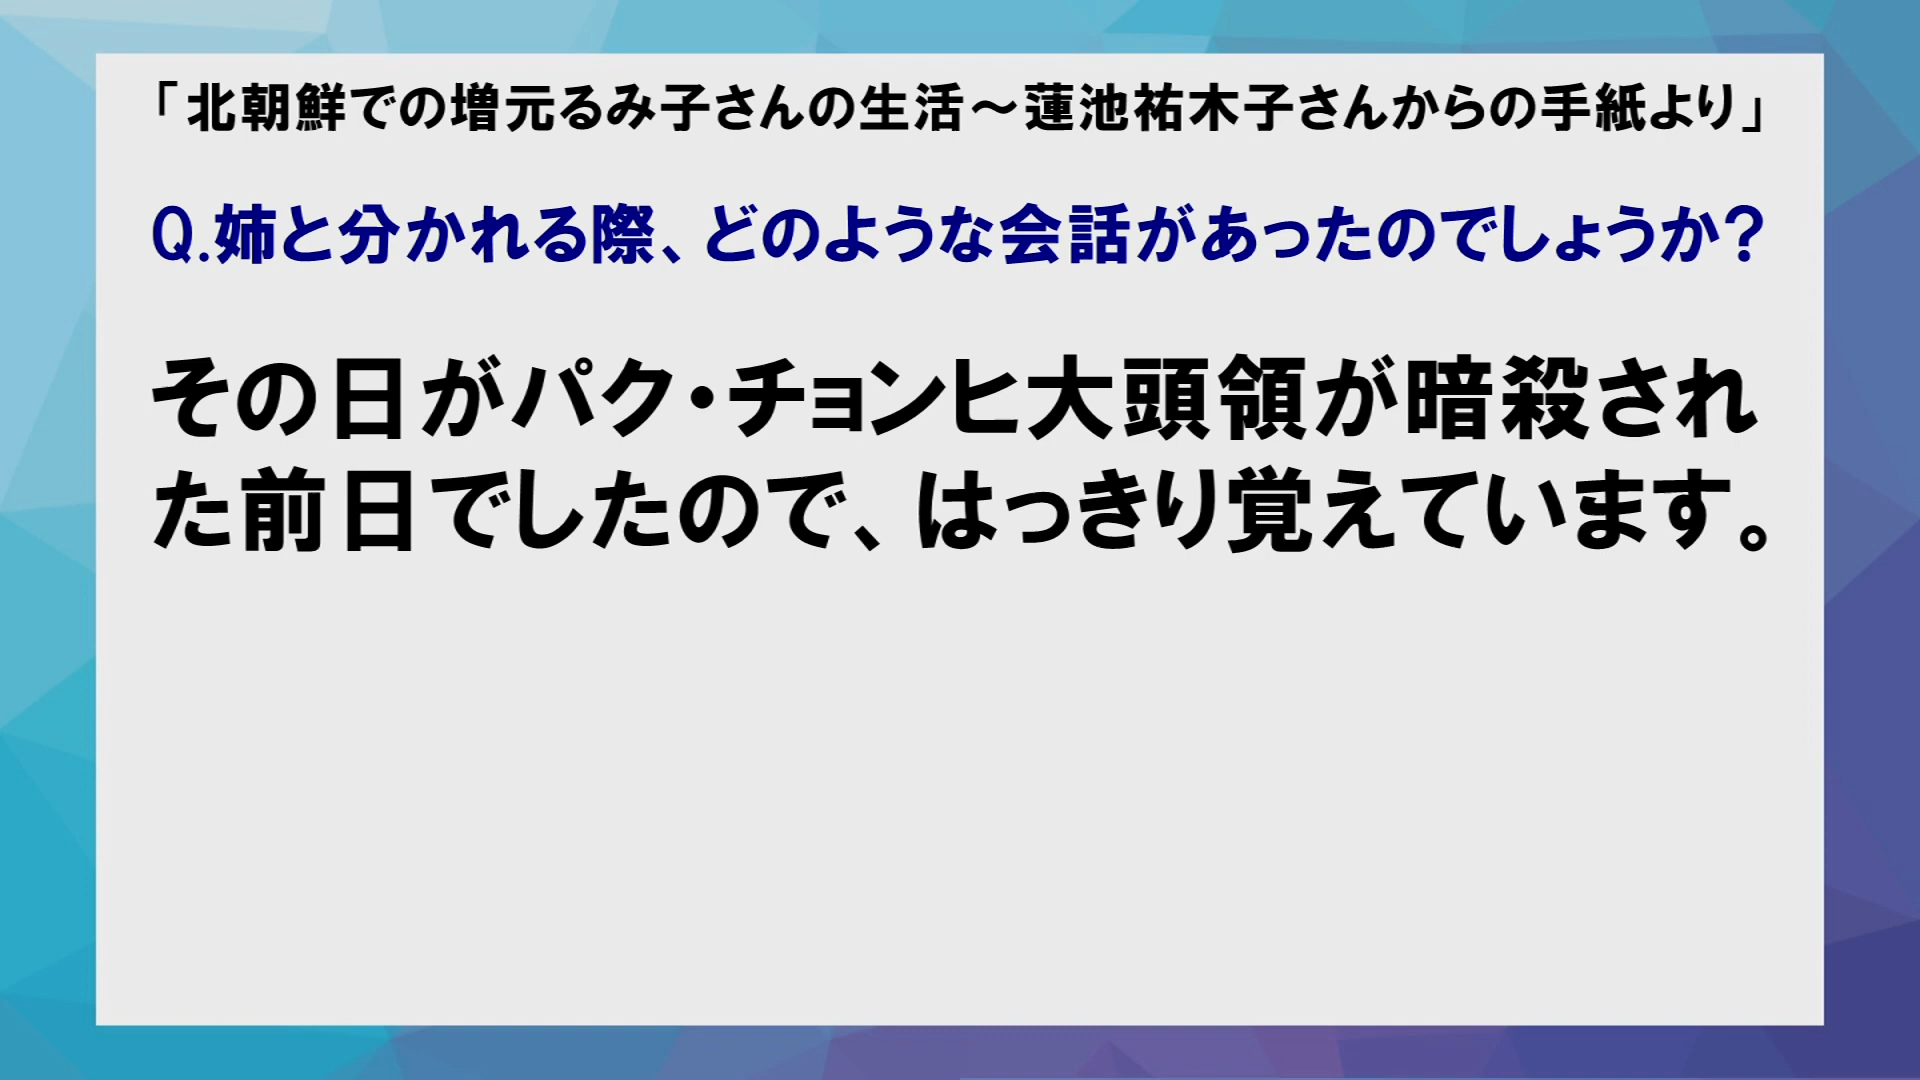 「北朝鮮での増元るみ子さんの生活～蓮池祐木子さんからの手紙より」
Q.姉と分かれる際、どのような会話があったのでしょうか?
その日がパク・チョンヒ大頭領が暗殺され
た前日でしたので、はっきり覚えています。